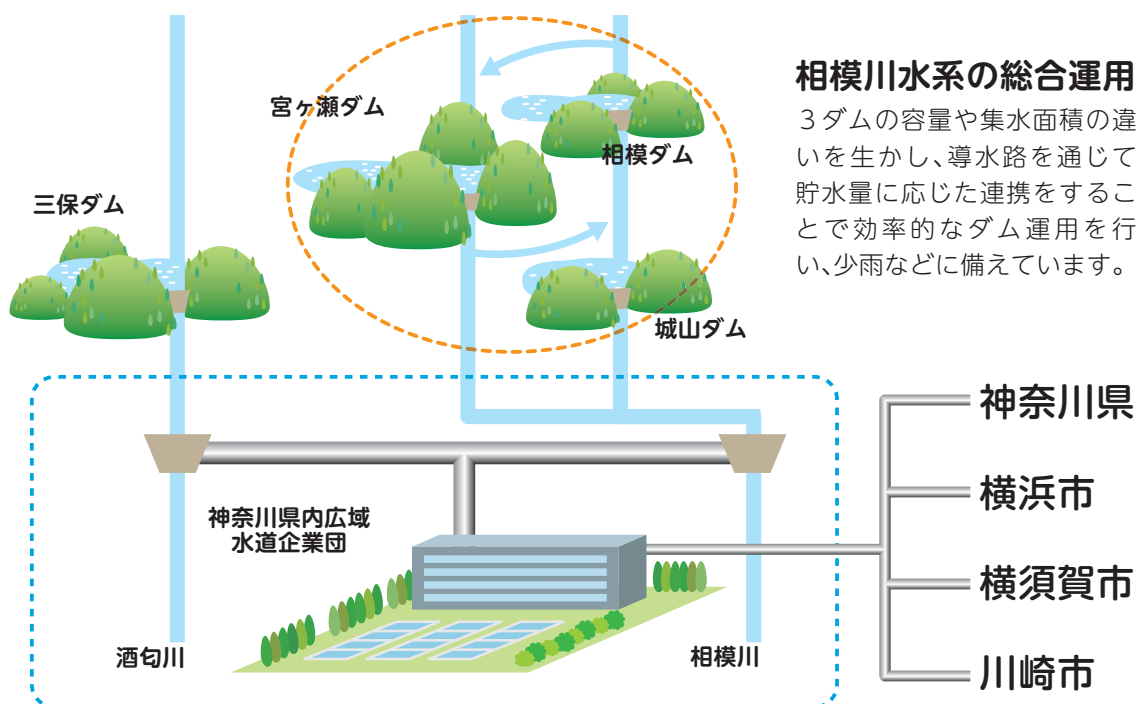 相模川水系の総合運用
3ダムの容量や集水面積の違
いを生かし、導水路を通じて
貯水量に応じた連携をするこ
とで効率的なダム運用を行
い、少雨などに備えています。
宮ヶ瀬ダム
相模ダム
三保ダム
城山ダム
神奈川県内広域
水道企業団
酒匂川
相模川
神奈川県
横浜市
横須賀市
川崎市